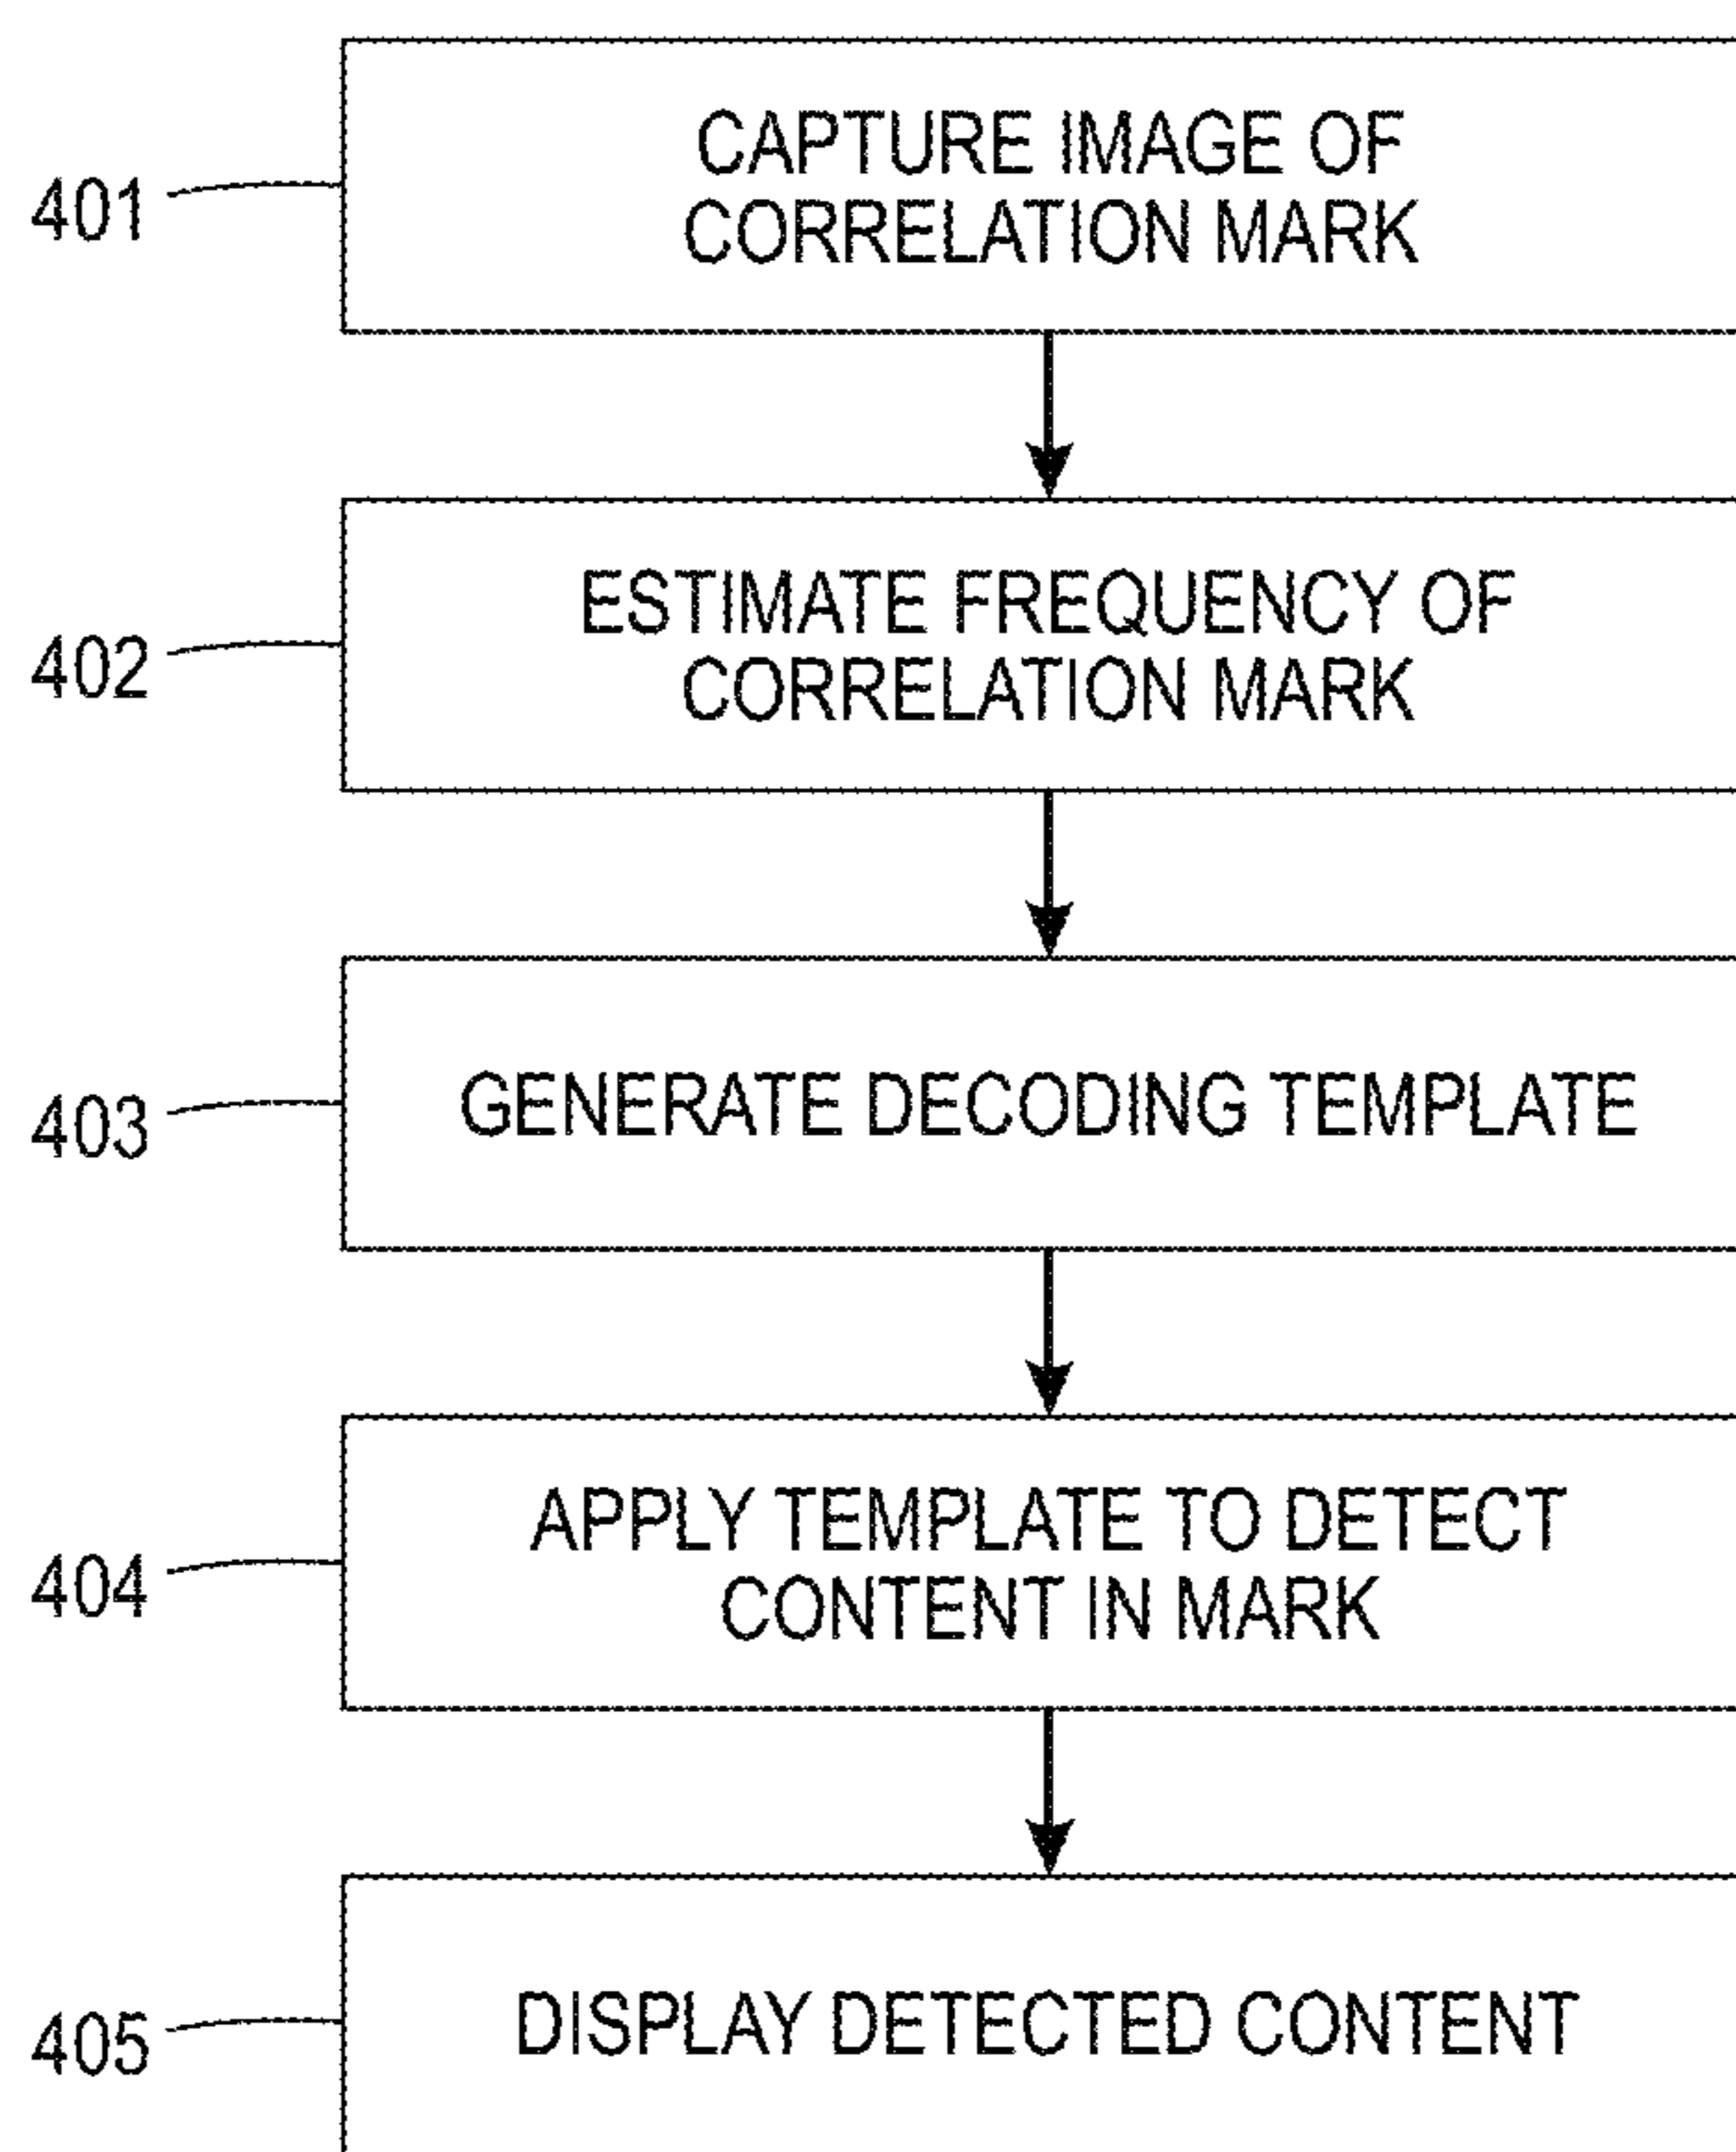 401
CAPTURE IMAGE OF
CORRELATION MARK
402
ESTIMATE FREQUENCY OF
CORRELATION MARK
403
GENERATE DECODING TEMPLATE
404
APPLY TEMPLATE TO DETECT
CONTENT IN MARK
405
DISPLAY DETECTED CONTENT